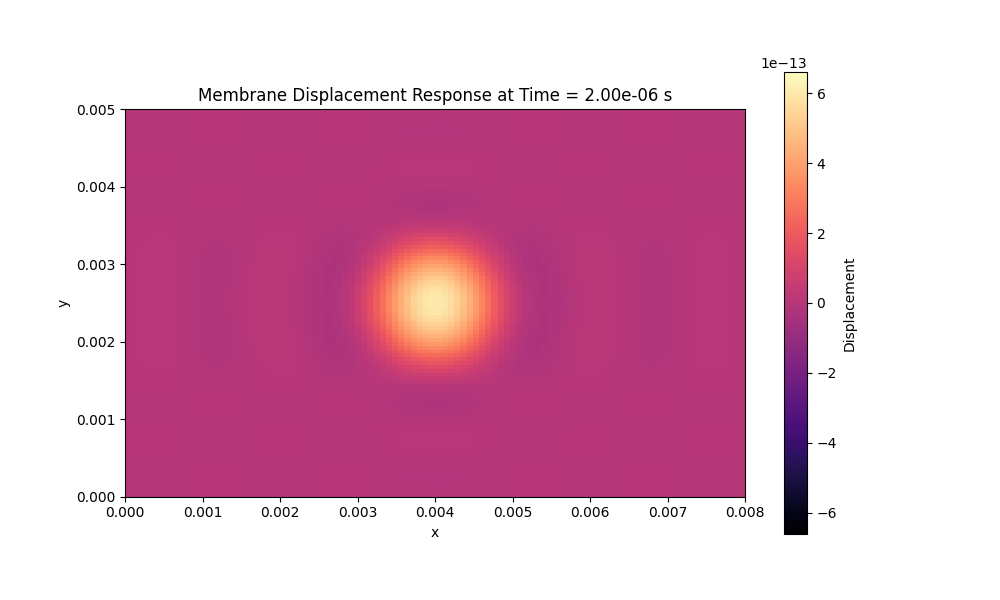 1e−13
Membrane Displacement Response at Time = 2.00e-06 s
0.005
0.004
0.003
0.002
0.001
0.000
y
0.000 0.001 0.002 0.003 0.004 0.005 0.006 0.007 0.008
x
6
4
2
0
−2
−4
−6
Displacement